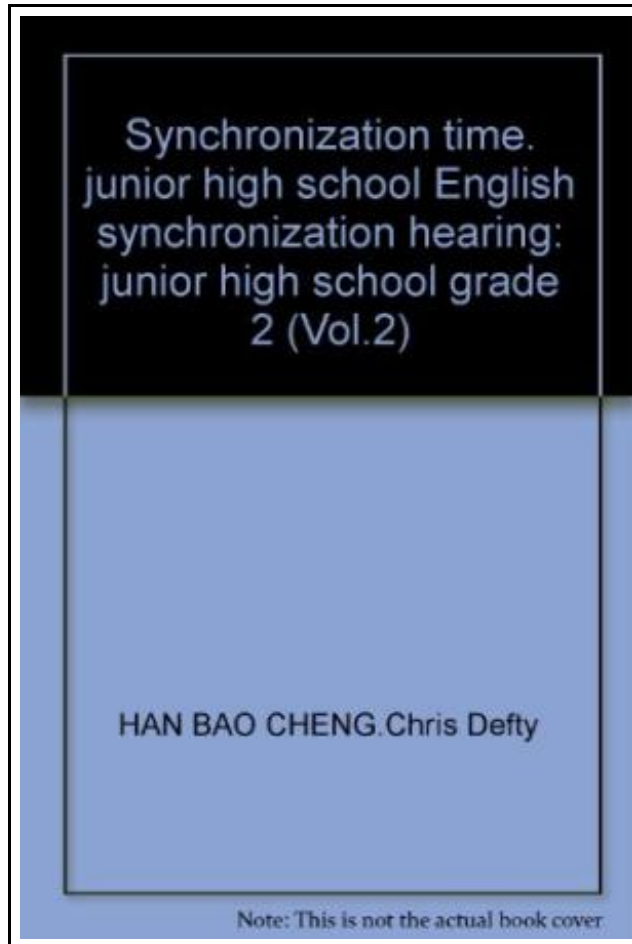 Synchronization time.
junior high school English
synchronization hearing:
junior high school grade
2 (Vol.2)
HAN BAO CHENG.Chris Defty
Note: This is not the actual book cover